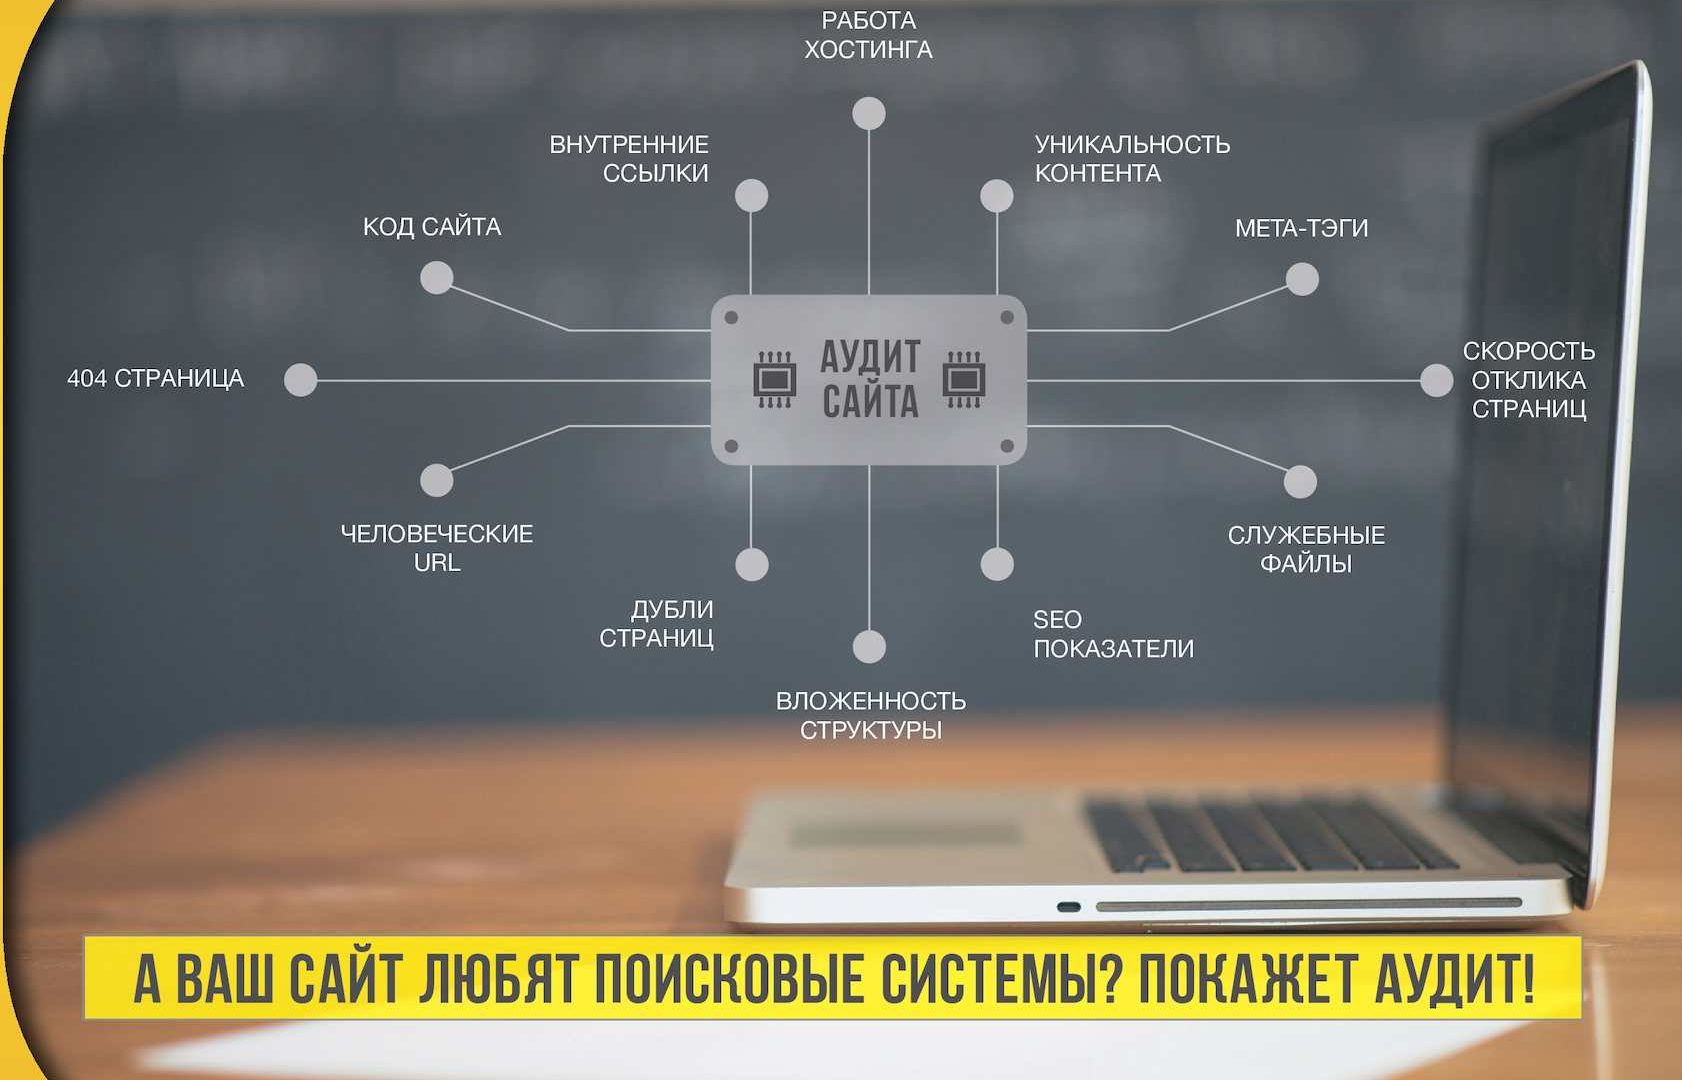 РАБОТА
ХОСТИНГА
ВНУТРЕННИЕ
ССЫЛКИ
УНИКАЛЬНОСТЬ
КОНТЕНТА
КОД САЙТА
МЕТА-ТЭГИ
АУДИТ
САЙТА
404 СТРАНИЦА
СКОРОСТЬ
ОТКЛИКА
СТРАНИЦ
ЧЕЛОВЕЧЕСКИЕ
URL
СЛУЖЕБНЫЕ
ФАЙЛЫ
ДУБЛИ
СТРАНИЦ
SEO
ПОКАЗАТЕЛИ
ВЛОЖЕННОСТЬ
СТРУКТУРЫ
А ВАШ САЙТ ЛЮБЯТ ПОИСКОВЫЕ СИСТЕМЫ? ПОКАЖЕТ АУДИТ!